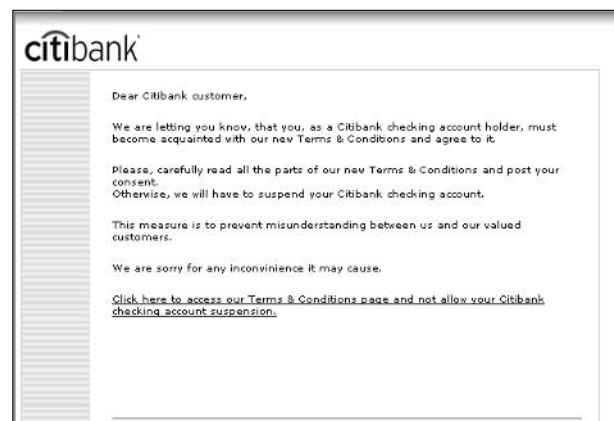 citibank
Dear Citibank customer,
We are letting you know, that you, as a Citibank checking account holder, must
become acquainted with our new Terms & Conditions and agree to it.
Please, carefully read all the parts of our new Terms & Conditions and post your
consent.
Otherwise, we will have to suspend your Citibank checking account.
This measure is to prevent misunderstanding between us and our valued
customers.
We are sorry for any inconvinience it may cause.
Click here to access our Terms & Conditions page and not allow your Citibank
checking account suspension.